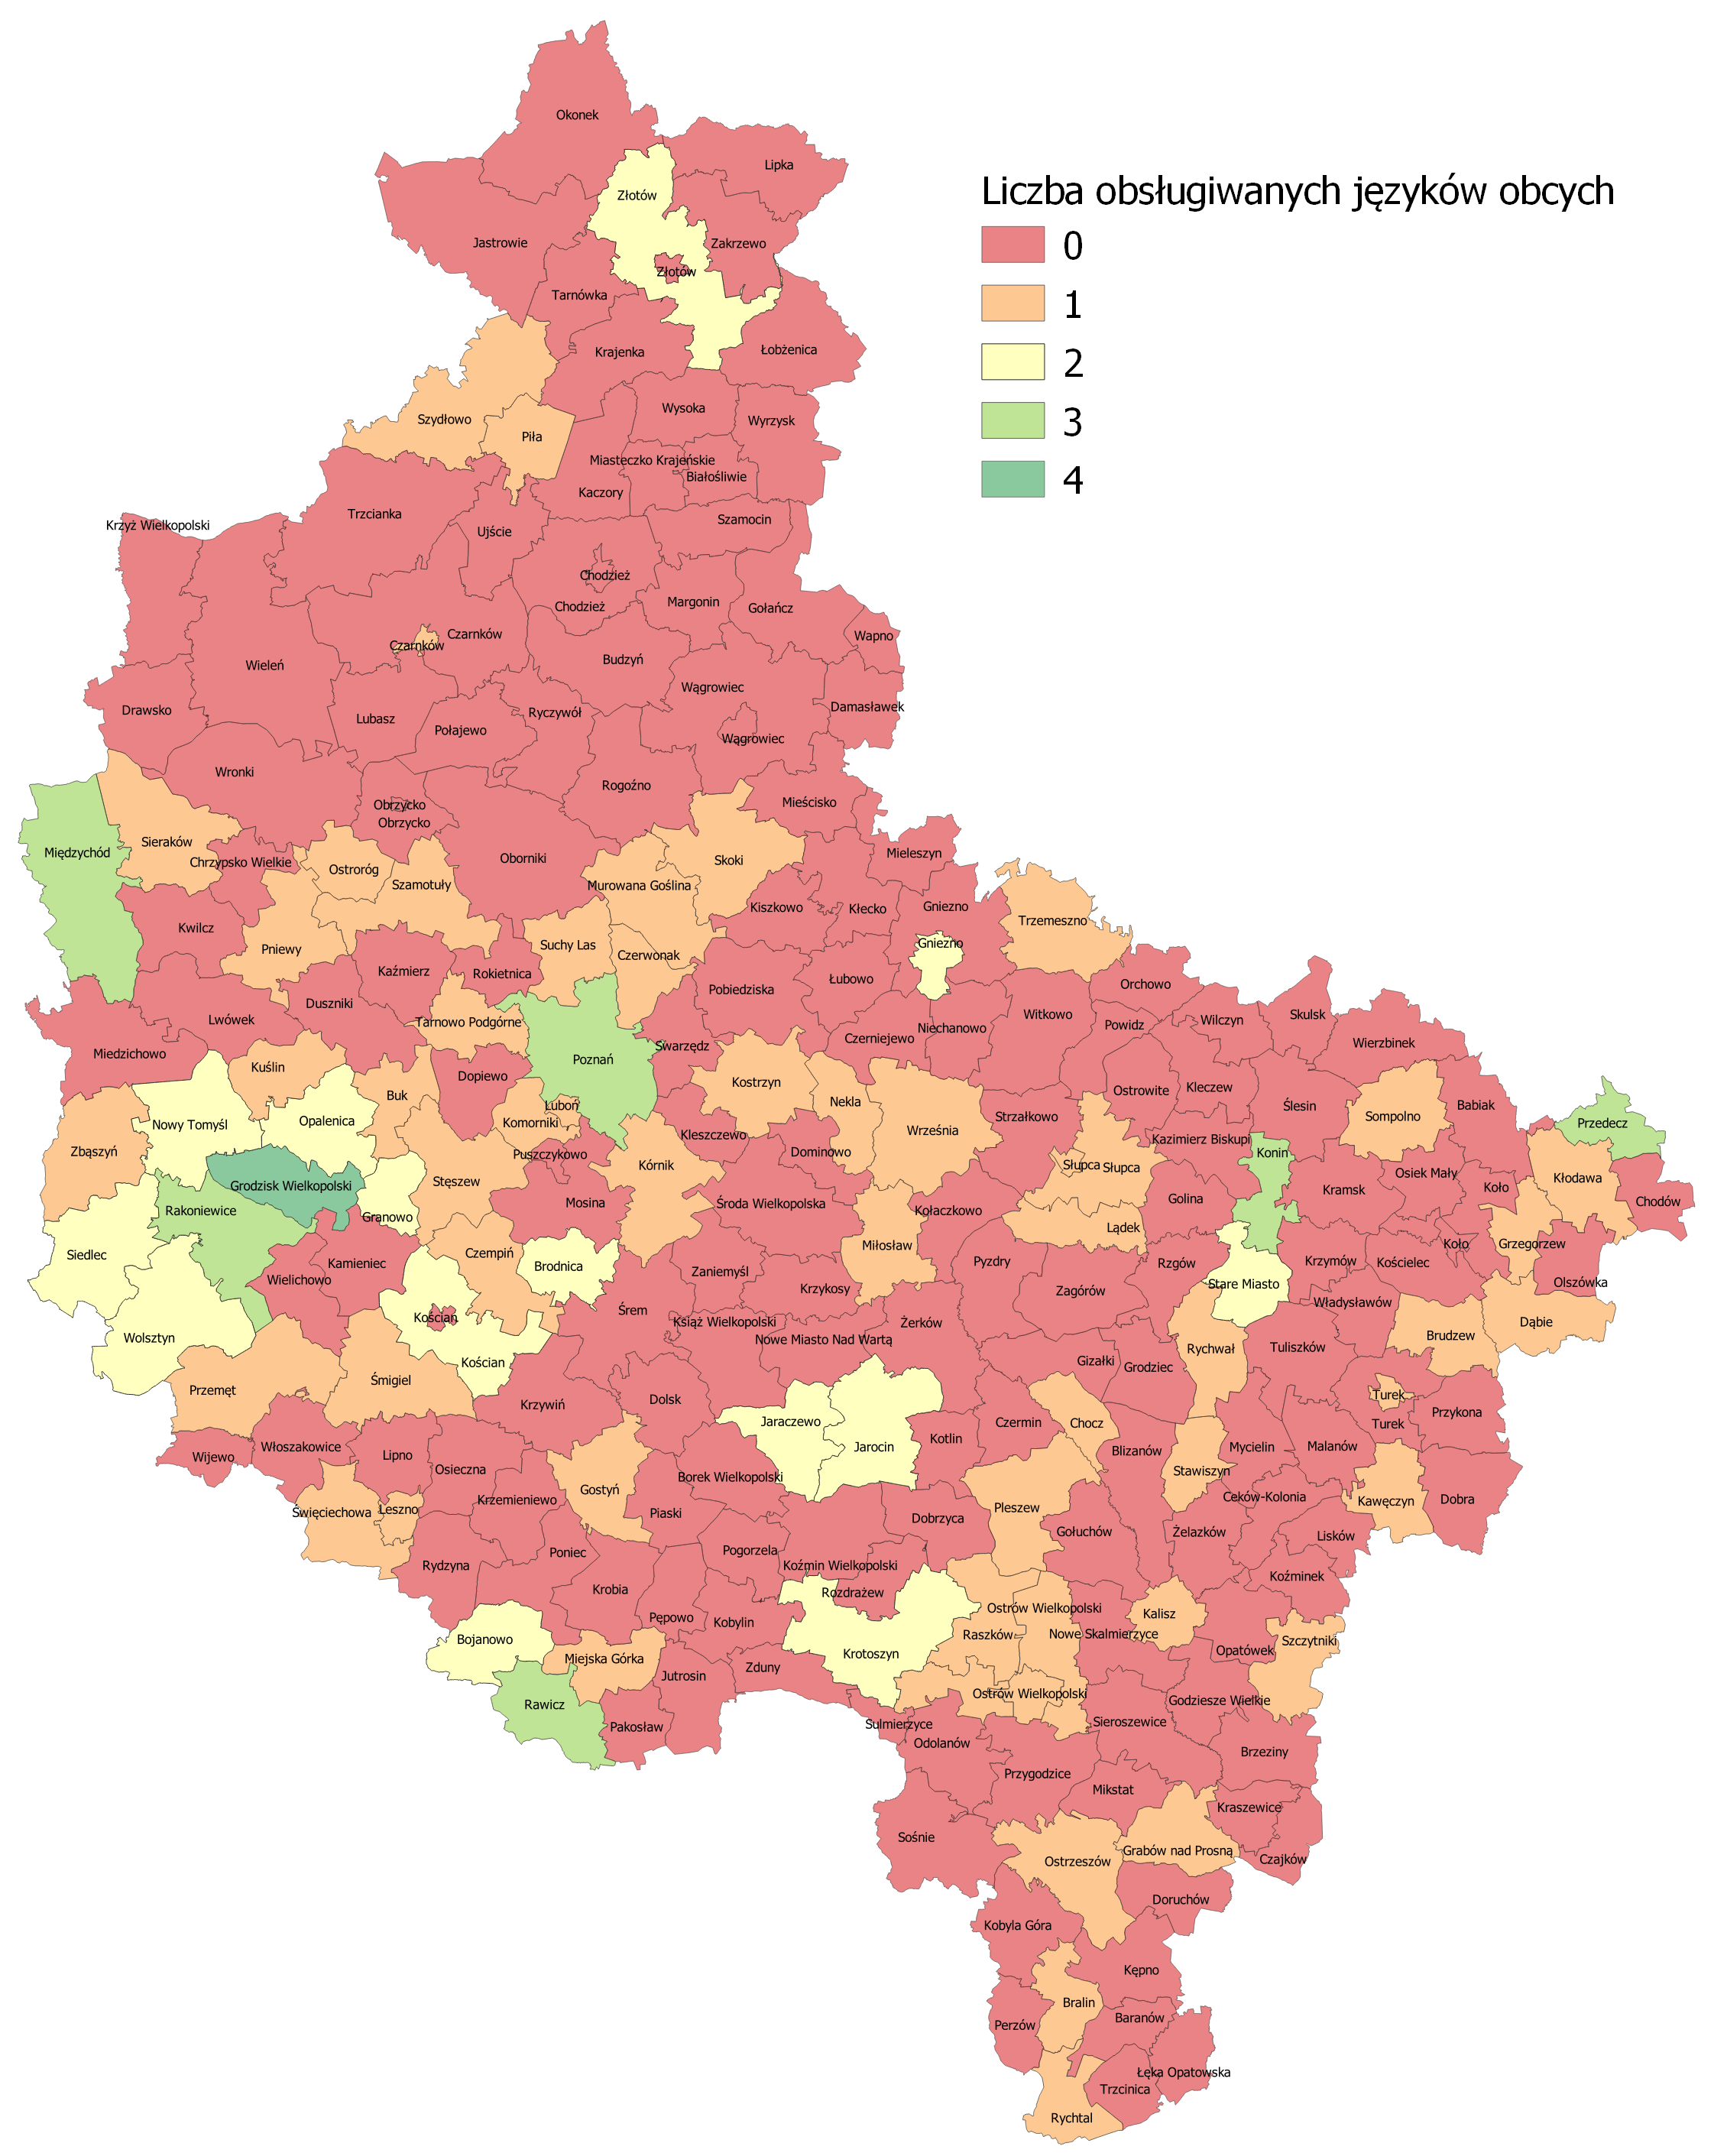 Okonek
Lipka
Liczba obsługiwanych języków obcych
0
1
2
3
4
Złotów
Jastrowie
Zakrzewo
Złotów
Tarnówka
Krajenka
Łobżenica
Szydłowo
Piła
Wysoka
Wyrzysk
Miasteczko Krajeńskie
Białośliwie
Kaczory
Trzcianka
Krzyż Wielkopolski
Ujście
Szamocin
Chodzież
Chodzież
Margonin
Gołańcz
Wapno
Czarnków
Czarnków
Wieleń
Budzyń
Wągrowiec
Damasławek
Drawsko
Lubasz
Połajewo
Ryczywół
Wągrowiec
Wronki
Rogoźno
Mieścisko
Obrzycko
Obrzycko
Międzychód
Sieraków
Chrzypsko Wielkie
Ostroróg
Szamotuły
Oborniki
Murowana Goślina
Skoki
Mieleszyn
Kiszkowo
Kłecko
Gniezno
Gniezno
Trzemeszno
Kwilcz
Pniewy
Suchy Las
Czerwonak
Kaźmierz
Rokietnica
Pobiedziska
Łubowo
Orchowo
Duszniki
Lwówek
Tarnowo Podgórne
Miedzichowo
Poznań
Swarzędz
Czerniejewo
Niechanowo
Witkowo
Powidz
Wilczyn
Skulsk
Wierzbinek
Kuślin
Buk
Dopiewo
Kostrzyn
Nekla
Ostrowite
Kleczew
Ślesin
Sompolno
Babiak
Przedecz
Nowy Tomyśl
Opalenica
Luboń
Komorniki
Kleszczewo
Września
Strzałkowo
Kazimierz Biskupi
Konin
Zbąszyń
Puszczykowo
Dominowo
Kórnik
Słupca
Słupca
Grodzisk Wielkopolski
Stęszew
Kramsk
Osiek Mały
Koło
Kłodawa
Chodów
Rakoniewice
Granowo
Mosina
Środa Wielkopolska
Kołaczkowo
Golina
Lądek
Siedlec
Czempiń
Brodnica
Miłosław
Koło
Grzegorzew
Kamieniec
Wielichowo
Zaniemyśl
Krzykosy
Pyzdry
Zagórów
Rzgów
Stare Miasto
Krzymów
Kościelec
Olszówka
Wolsztyn
Kościan
Kościan
Śrem
Książ Wielkopolski
Nowe Miasto Nad Wartą
Żerków
Władysławów
Dąbie
Brudzew
Przemęt
Śmigiel
Gizałki
Grodziec
Rychwał
Tuliszków
Krzywiń
Dolsk
Jaraczewo
Jarocin
Kotlin
Czermin
Chocz
Turek
Turek
Przykona
Wijewo
Włoszakowice
Lipno
Osieczna
Borek Wielkopolski
Blizanów
Stawiszyn
Mycielin
Malanów
Święciechowa
Leszno
Krzemieniewo
Gostyń
Piaski
Dobrzyca
Pleszew
Gołuchów
Ceków-Kolonia
Żelazków
Lisków
Kawęczyn
Dobra
Rydzyna
Poniec
Krobia
Pogorzela
Koźmin Wielkopolski
Rozdrażew
Koźminek
Pępowo
Kobylin
Ostrów Wielkopolski
Kalisz
Bojanowo
Miejska Górka
Krotoszyn
Raszków
Nowe Skalmierzyce
Opatówek
Szczytniki
Rawicz
Jutrosin
Zduny
Pakosław
Ostrów Wielkopolski
Godziesze Wielkie
Sulmierzyce
Odolanów
Sieroszewice
Brzeziny
Przygodzice
Mikstat
Kraszewice
Sośnie
Ostrzeszów
Grabów nad Prosną
Czajków
Doruchów
Kobyla Góra
Kępno
Bralin
Baranów
Perzów
Łęka Opatowska
Trzcinica
Rychtal